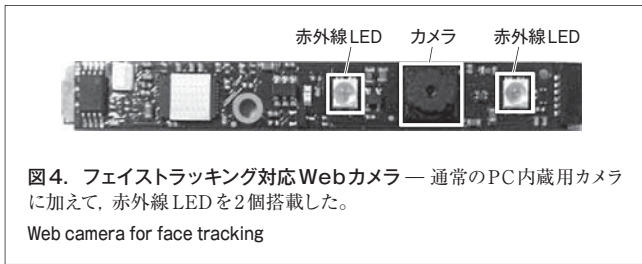 赤外線LED カメラ 赤外線LED
図4. フェイストラッキング対応Webカメラ — 通常のPC内蔵用カメラ
に加えて，赤外線LEDを2個搭載した。
Web camera for face tracking